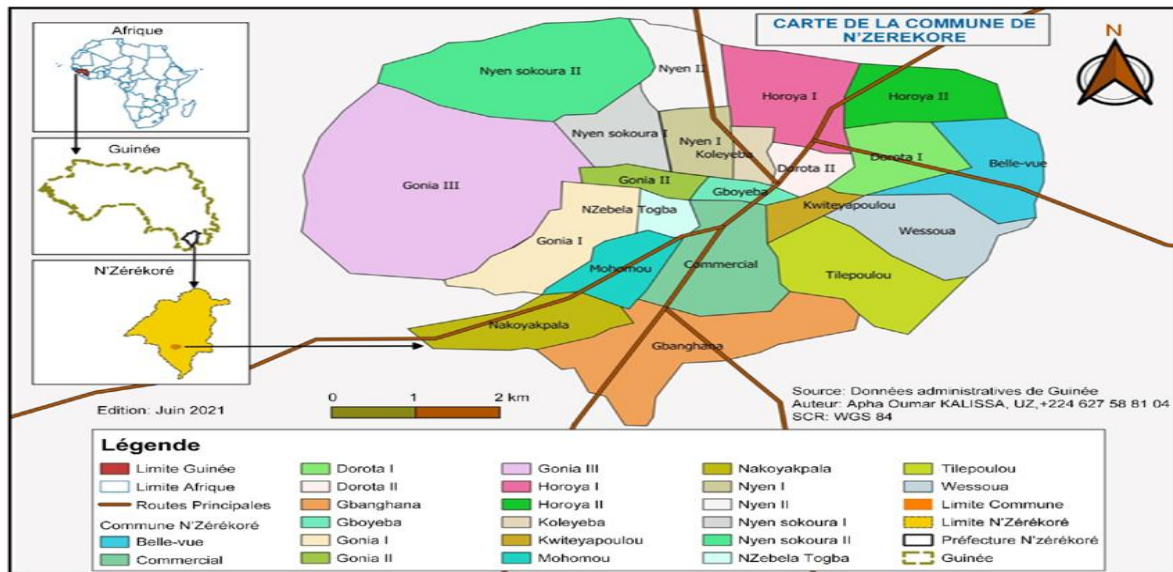 Afrique
Guinée
N'Zérékoré
Edition: Juin 2021
CARTE DE LA COMMUNE DE
N'ZEREKORE
N
Nyen sokoura II
Nyen II
Horoya I
Horoya II
Nyen sokoura I
Nyen I
Koleyeba
Dorota II
Dorota I
Belle-vue
Gonia III
Gonia II
Gboyeba
Kwiteyapoulou
NZebela Togba
Wessoua
Gonia I
Mohomou
Commercial
Tilepoulou
Nakoyakpala
Gbanghana
0 1 2 km
Source: Données administratives de Guinée
Auteur: Apha Oumar KALISSA, UZ,+224 627 58 81 04
SCR: WGS 84
Légende
Limite Guinée
Limite Afrique
Routes Principales
Commune N'Zérékoré
Belle-vue
Commercial
Dorota I
Dorota II
Gbanghana
Gboyeba
Gonia I
Gonia II
Gonia III
Horoya I
Horoya II
Koleyeba
Kwiteyapoulou
Mohomou
Nakoyakpala
Nyen I
Nyen II
Nyen sokoura I
Nyen sokoura II
NZebela Togba
Tilepoulou
Wessoua
Limite Commune
Limite N'Zérékoré
Préfecture N'zérékoré
Guinée